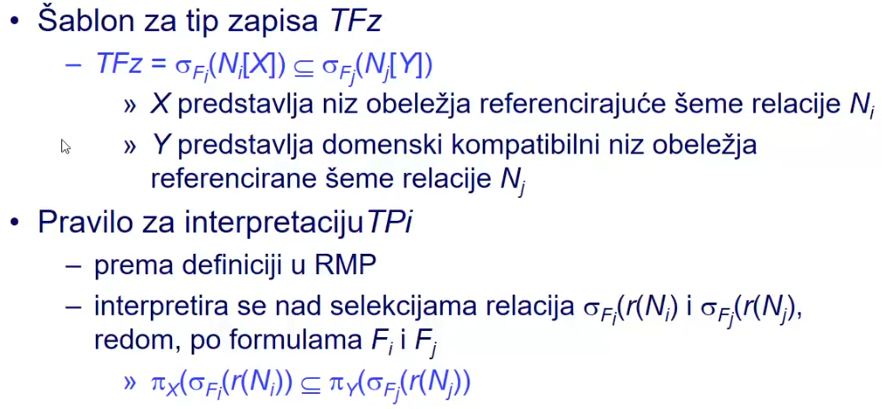 • Šablon za tip zapisa TFz
– TFz = σFi(Ni[X]) ⊆ σFj(Nj[Y])
» X predstavlja niz obeležja referencirajuće šeme relacije Ni
» Y predstavlja domenski kompatibilni niz obeležja
referencirane šeme relacije Nj
• Pravilo za interpretacijuTPi
– prema definiciji u RMP
– interpretira se nad selekcijama relacija σFi(r(Ni) i σFj(r(Nj),
redom, po formulama Fi i Fj
» πX(σFi(r(Ni)) ⊆ πY(σFj(r(Nj))